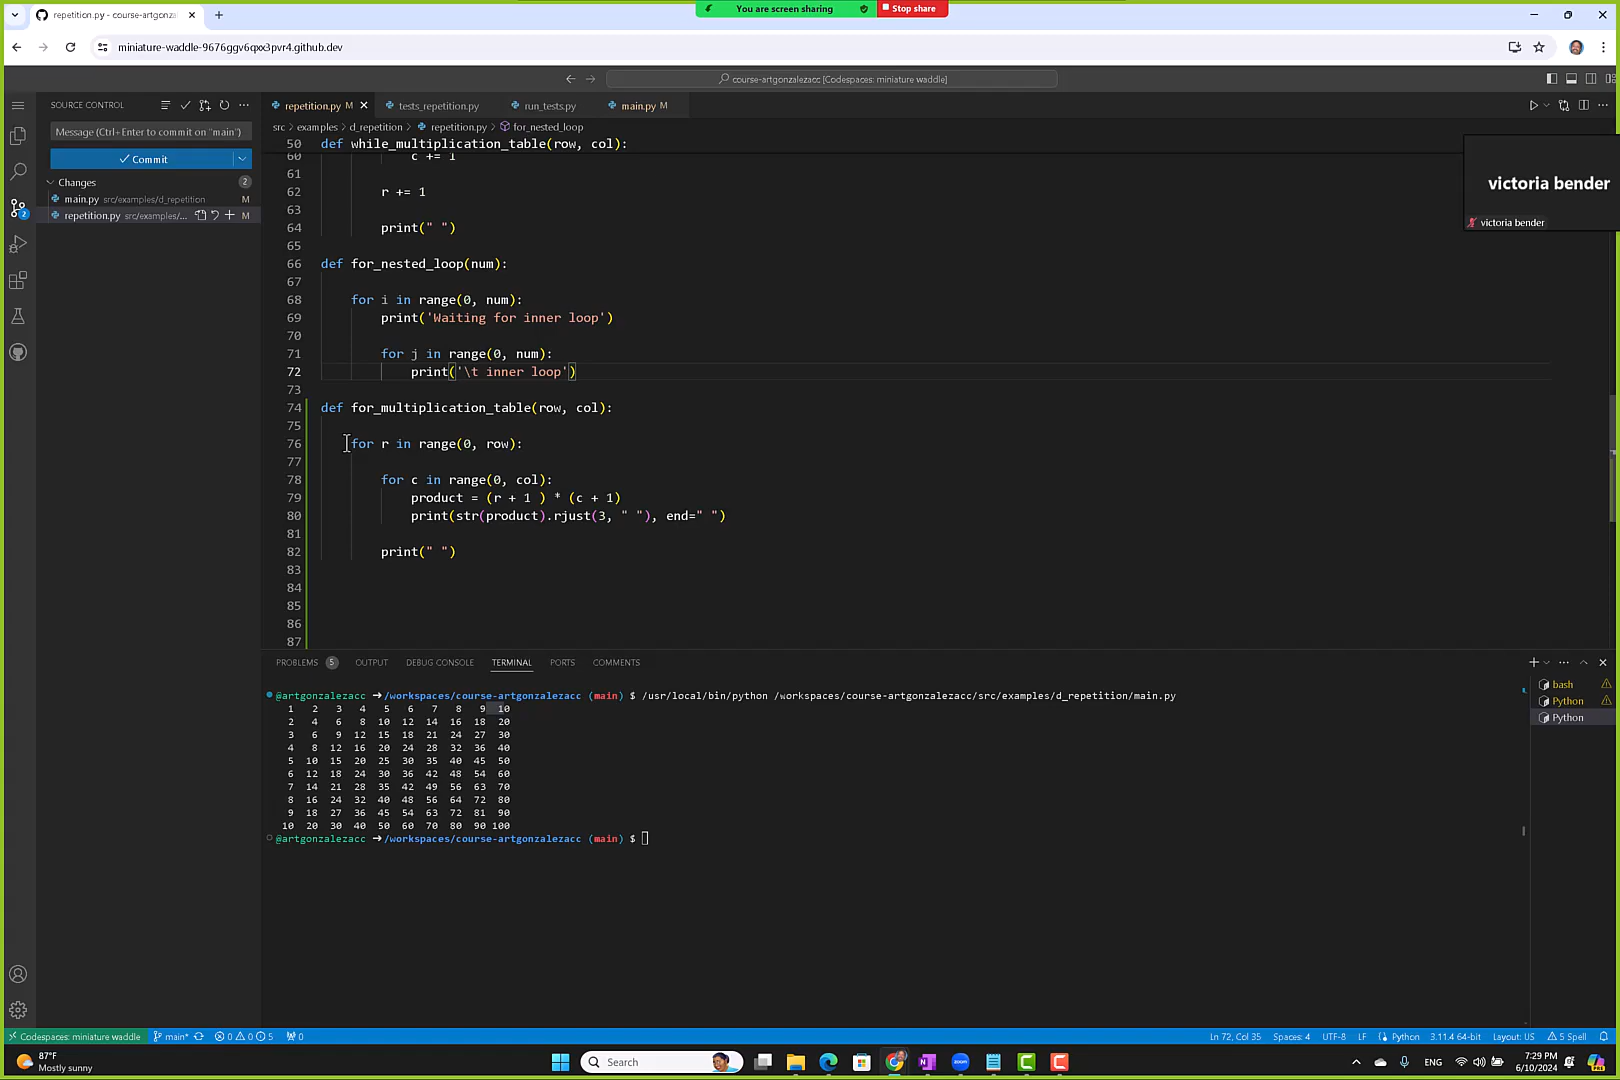 You are screen sharing
Stop share
repetition.py - course-artgonza
miniature-waddle-9676ggv6qxx3pvr4.github.dev
course-artgonzalezacc [Codespaces: miniature waddle]
SOURCE CONTROL
repetition.py M
tests_repetition.py
run_tests.py
main.py M
Message (Ctrl+Enter to commit on "main")
Commit
Changes
2
main.py src/examples/d_repetition M
repetition.py src/examples/... M
2
src > examples > d_repetition > repetition.py > for_nested_loop
50 def while_multiplication_table(row, col):
60 c += 1
61
62 r += 1
63
64 print(" ")
65
66 def for_nested_loop(num):
67
68 for i in range(0, num):
69 print('Waiting for inner loop')
70
71 for j in range(0, num):
72 print('\t inner loop')
73
74 def for_multiplication_table(row, col):
75
76 for r in range(0, row):
77
78 for c in range(0, col):
79 product = (r + 1 ) * (c + 1)
80 print(str(product).rjust(3, " "), end=" ")
81
82 print(" ")
83
84
85
86
87
victoria bender
victoria bender
PROBLEMS 5 OUTPUT DEBUG CONSOLE TERMINAL PORTS COMMENTS
@artgonzalezacc ➜/workspaces/course-artgonzalezacc (main) $ /usr/local/bin/python /workspaces/course-artgonzalezacc/src/examples/d_repetition/main.py
1 2 3 4 5 6 7 8 9 10
2 4 6 8 10 12 14 16 18 20
3 6 9 12 15 18 21 24 27 30
4 8 12 16 20 24 28 32 36 40
5 10 15 20 25 30 35 40 45 50
6 12 18 24 30 36 42 48 54 60
7 14 21 28 35 42 49 56 63 70
8 16 24 32 40 48 56 64 72 80
9 18 27 36 45 54 63 72 81 90
10 20 30 40 50 60 70 80 90 100
@artgonzalezacc ➜/workspaces/course-artgonzalezacc (main) $
bash
Python
Python
Codespaces: miniature waddle main* 0 0 5 0
Ln 72, Col 35 Spaces: 4 UTF-8 LF Python 3.11.4 64-bit Layout: US 5 Spell
87°F
Mostly sunny
Search
ENG
7:29 PM
6/10/2024